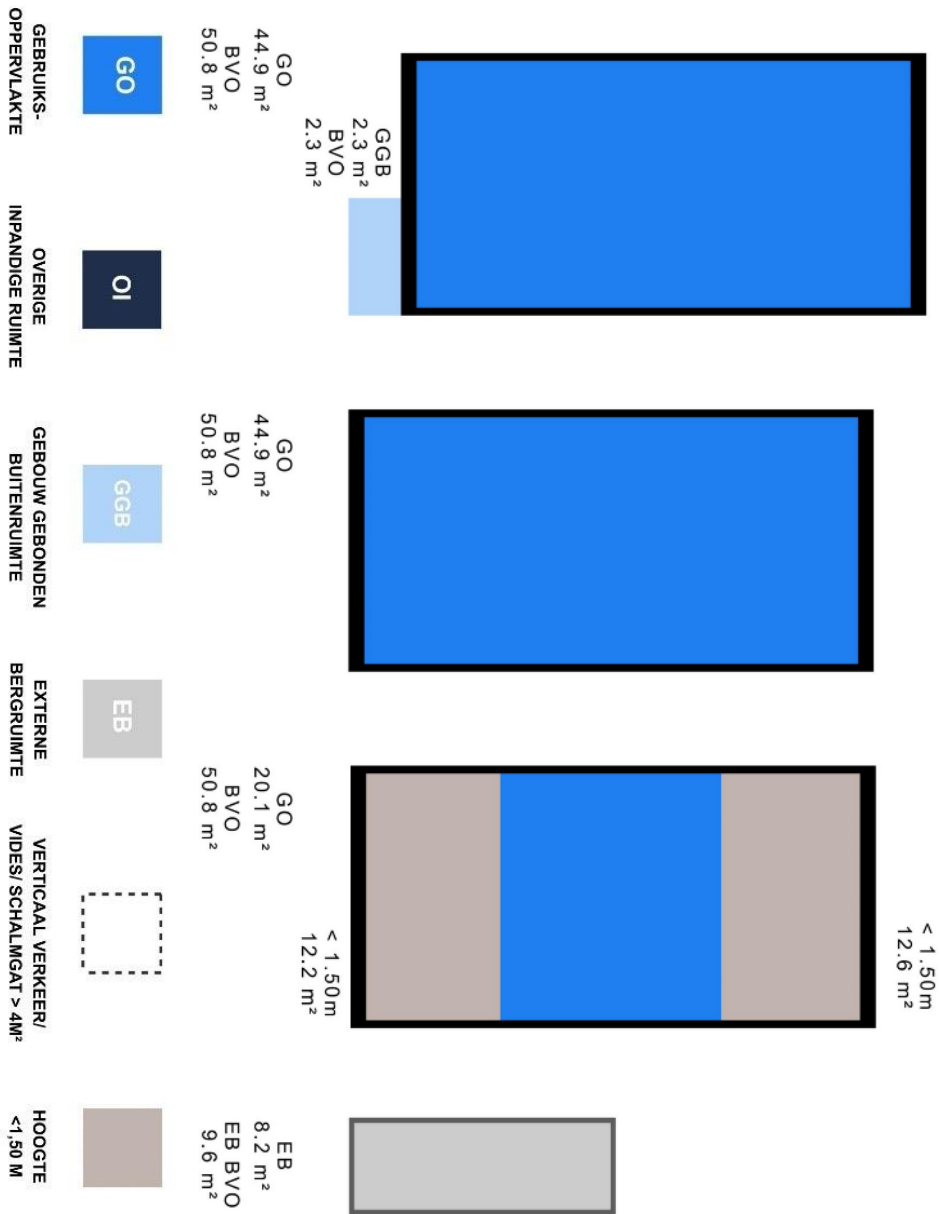 GGB
2.3 m²
BVO
2.3 m²
< 1.50m
12.6 m²
< 1.50m
12.2 m²
GO
44.9 m²
BVO
50.8 m²
GO
44.9 m²
BVO
50.8 m²
GO
20.1 m²
BVO
50.8 m²
EB
8.2 m²
EB BVO
9.6 m²
GO
GEBRUIKS-
OPPERVLAKTE
OI
OVERIGE
INPANDIGE RUIMTE
GGB
GEBOUW GEBONDEN
BUITENRUIMTE
EB
EXTERNE
BERGRUIMTE
VERTICAAL VERKEER/
VIDES/ SCHALMGAT > 4M²
HOOGTE
<1,50 M